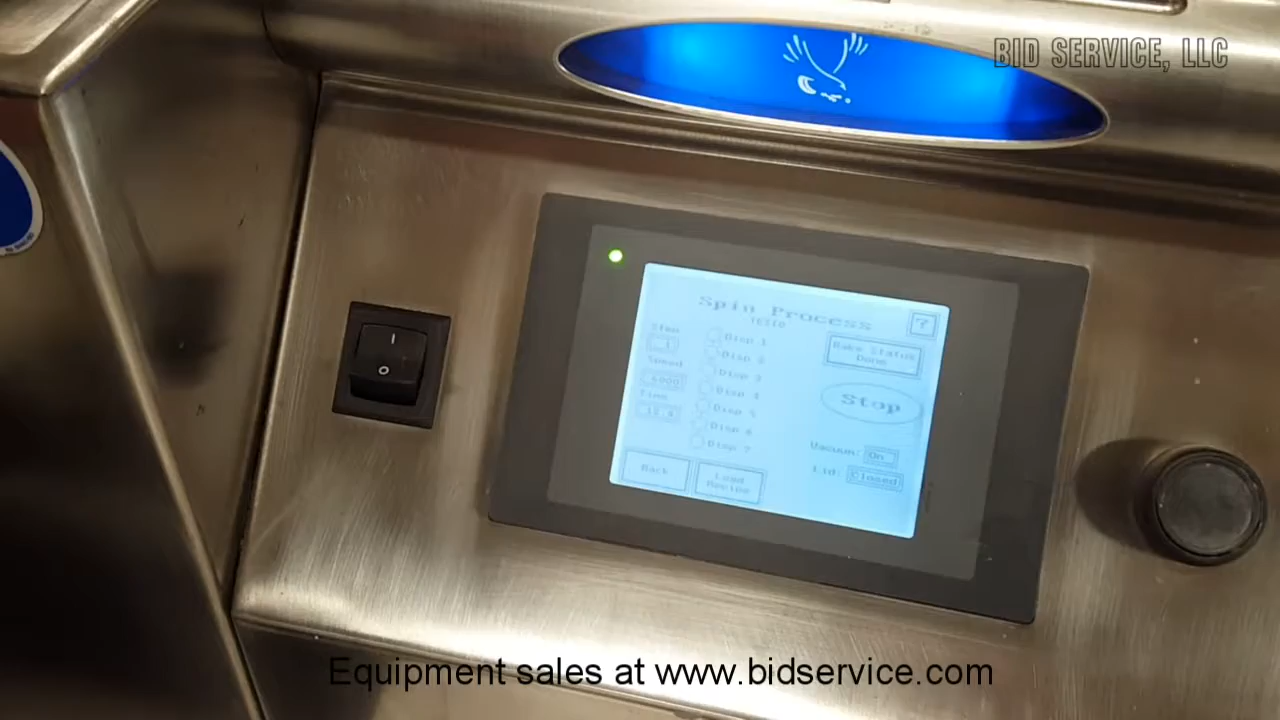 BID SERVICE, LLC
Spin Process
?
Step
1
Speed
Time
Disp 1
Disp 2
Disp 3
Disp 4
Disp 5
Disp 6
Disp 7
Bake Status
Done
Stop
Vacuum: On
Lid: Closed
Back
Load
Recipe
Equipment sales at www.bidservice.com